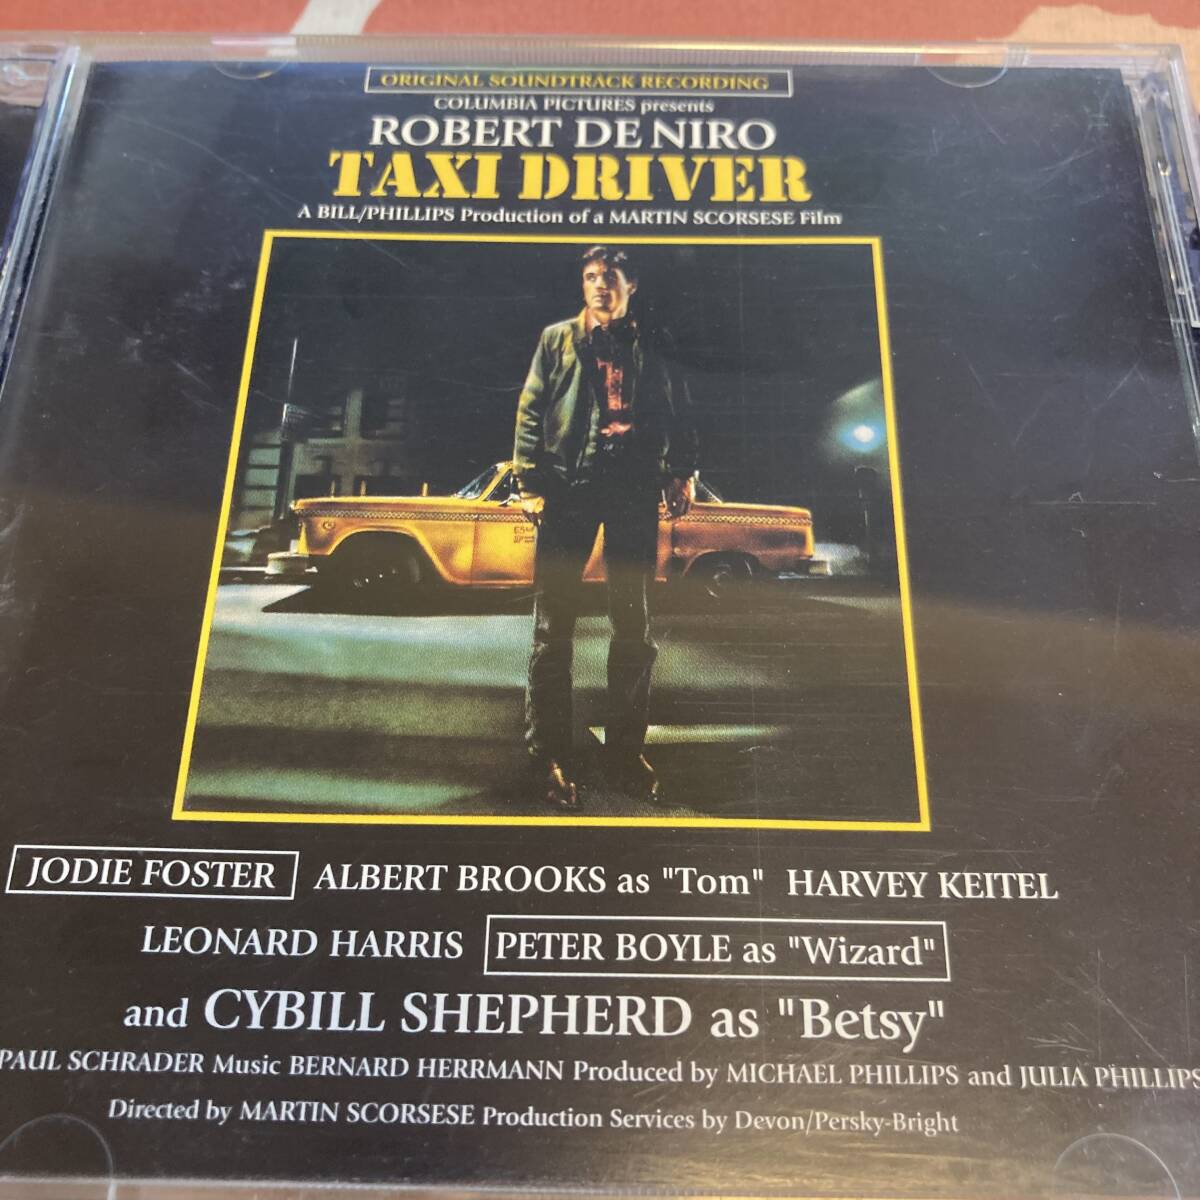 ORIGINAL SOUNDTRACK RECORDING
COLUMBIA PICTURES presents
ROBERT DE NIRO
TAXI DRIVER
A BILL/PHILLIPS Production of a MARTIN SCORSESE Film
JODIE FOSTER ALBERT BROOKS as "Tom" HARVEY KEITEL
LEONARD HARRIS PETER BOYLE as "Wizard"
and CYBILL SHEPHERD as "Betsy"
PAUL SCHRADER Music BERNARD HERRMANN Produced by MICHAEL PHILLIPS and JULIA PHILLIPS
Directed by MARTIN SCORSESE Production Services by Devon/Persky-Bright